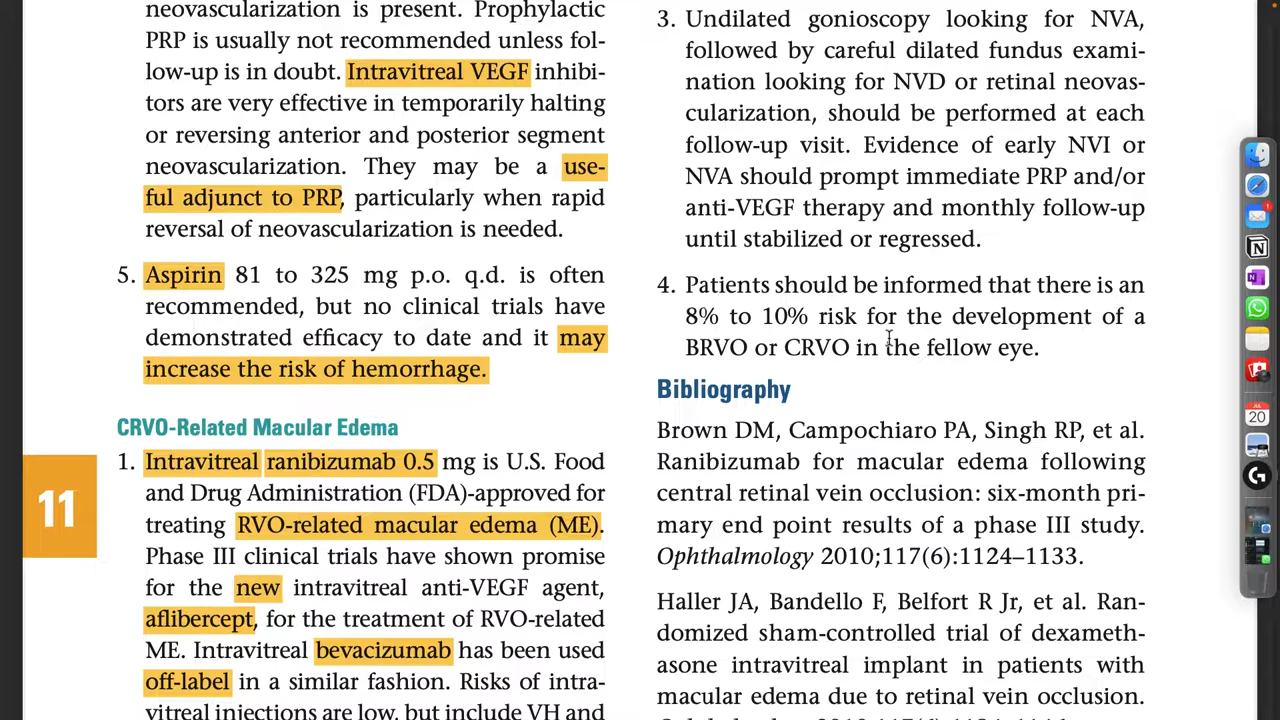 neovascularization is present. Prophylactic
PRP is usually not recommended unless fol-
low-up is in doubt. Intravitreal VEGF inhibi-
tors are very effective in temporarily halting
or reversing anterior and posterior segment
neovascularization. They may be a use-
ful adjunct to PRP, particularly when rapid
reversal of neovascularization is needed.
5. Aspirin 81 to 325 mg p.o. q.d. is often
recommended, but no clinical trials have
demonstrated efficacy to date and it may
increase the risk of hemorrhage.
CRVO-Related Macular Edema
1. Intravitreal ranibizumab 0.5 mg is U.S. Food
and Drug Administration (FDA)-approved for
treating RVO-related macular edema (ME).
Phase III clinical trials have shown promise
for the new intravitreal anti-VEGF agent,
aflibercept, for the treatment of RVO-related
ME. Intravitreal bevacizumab has been used
off-label in a similar fashion. Risks of intra-
vitreal injections are low, but include VH and
11
3. Undilated gonioscopy looking for NVA,
followed by careful dilated fundus exami-
nation looking for NVD or retinal neovas-
cularization, should be performed at each
follow-up visit. Evidence of early NVI or
NVA should prompt immediate PRP and/or
anti-VEGF therapy and monthly follow-up
until stabilized or regressed.
4. Patients should be informed that there is an
8% to 10% risk for the development of a
BRVO or CRVO in the fellow eye.
Bibliography
Brown DM, Campochiaro PA, Singh RP, et al.
Ranibizumab for macular edema following
central retinal vein occlusion: six-month pri-
mary end point results of a phase III study.
Ophthalmology 2010;117(6):1124–1133.
Haller JA, Bandello F, Belfort R Jr, et al. Ran-
domized sham-controlled trial of dexameth-
asone intravitreal implant in patients with
macular edema due to retinal vein occlusion.
1
N
N
JUL
20
G